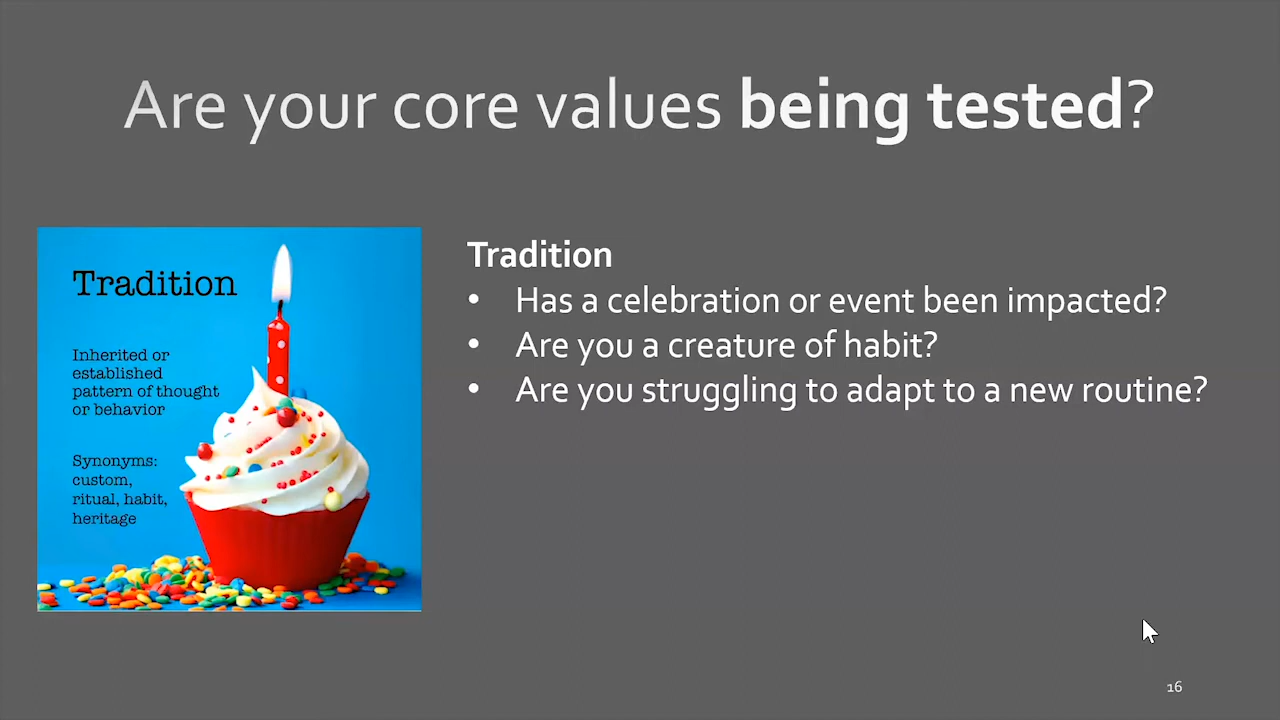 Are your core values being tested?
Tradition
Inherited or
established
pattern of thought
or behavior
Synonyms:
custom,
ritual, habit,
heritage
Tradition
• Has a celebration or event been impacted?
• Are you a creature of habit?
• Are you struggling to adapt to a new routine?
16